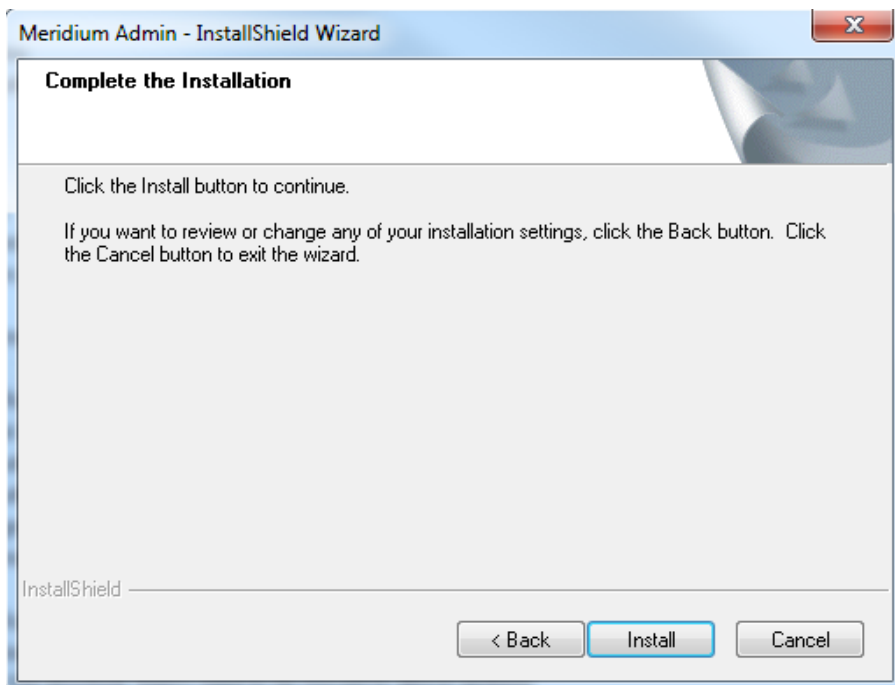 Meridium Admin - InstallShield Wizard
Complete the Installation
Click the Install button to continue.
If you want to review or change any of your installation settings, click the Back button.  Click
the Cancel button to exit the wizard.
InstallShield
< Back
Install
Cancel